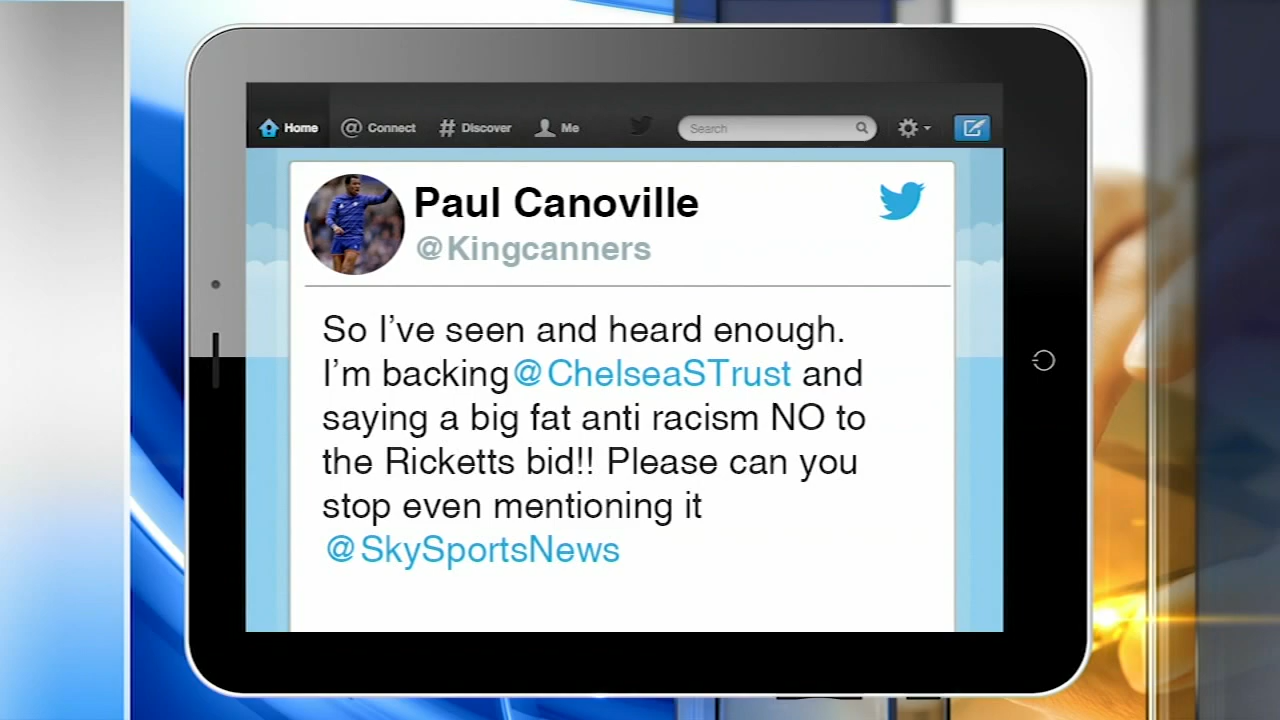 Home @ Connect # Discover Me Search
Paul Canoville
@Kingcanners
So I’ve seen and heard enough.
I’m backing @ChelseaSTrust and
saying a big fat anti racism NO to
the Ricketts bid!! Please can you
stop even mentioning it
@SkySportsNews